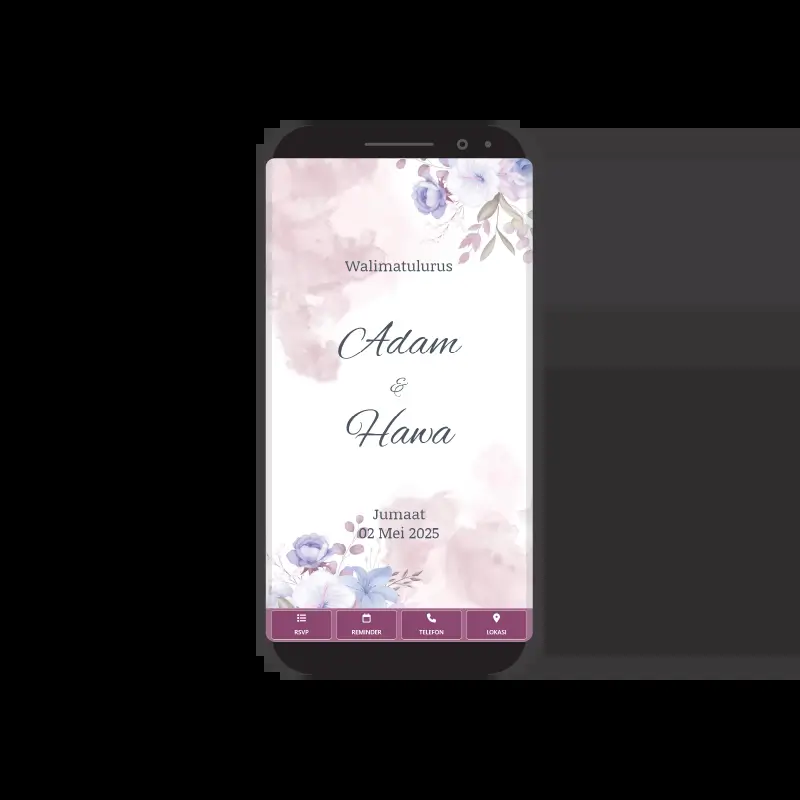 Walimatulurus
Adam
&
Hawa
Jumaat
02 Mei 2025
RSVP
REMINDER
TELEFON
LOKASI